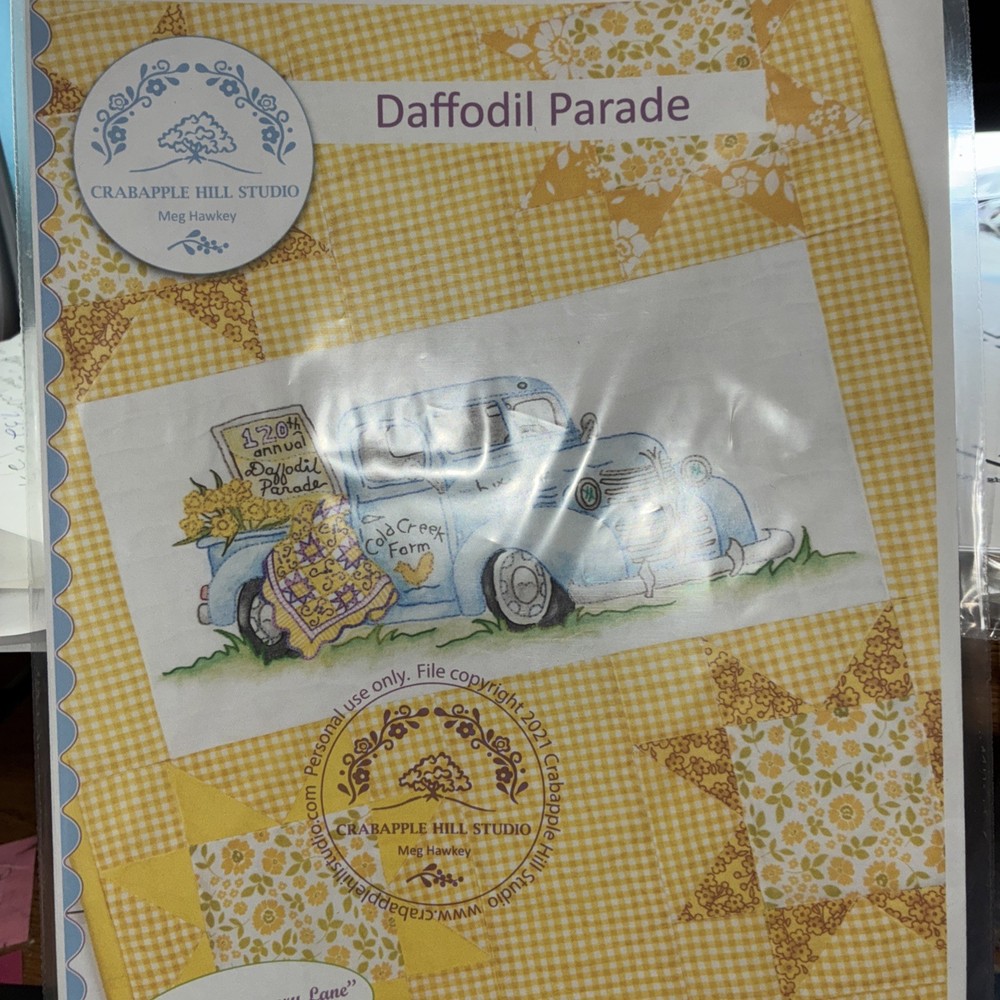 Daffodil Parade
CRABAPPLE HILL STUDIO
Meg Hawkey
120th
annual
Daffodil
Parade
Cold Creek
Farm
Personal use only. File copyright 2021 Crabapple Hill Studio www.crabapplehillstudio.com
CRABAPPLE HILL STUDIO
Meg Hawkey
Lane”